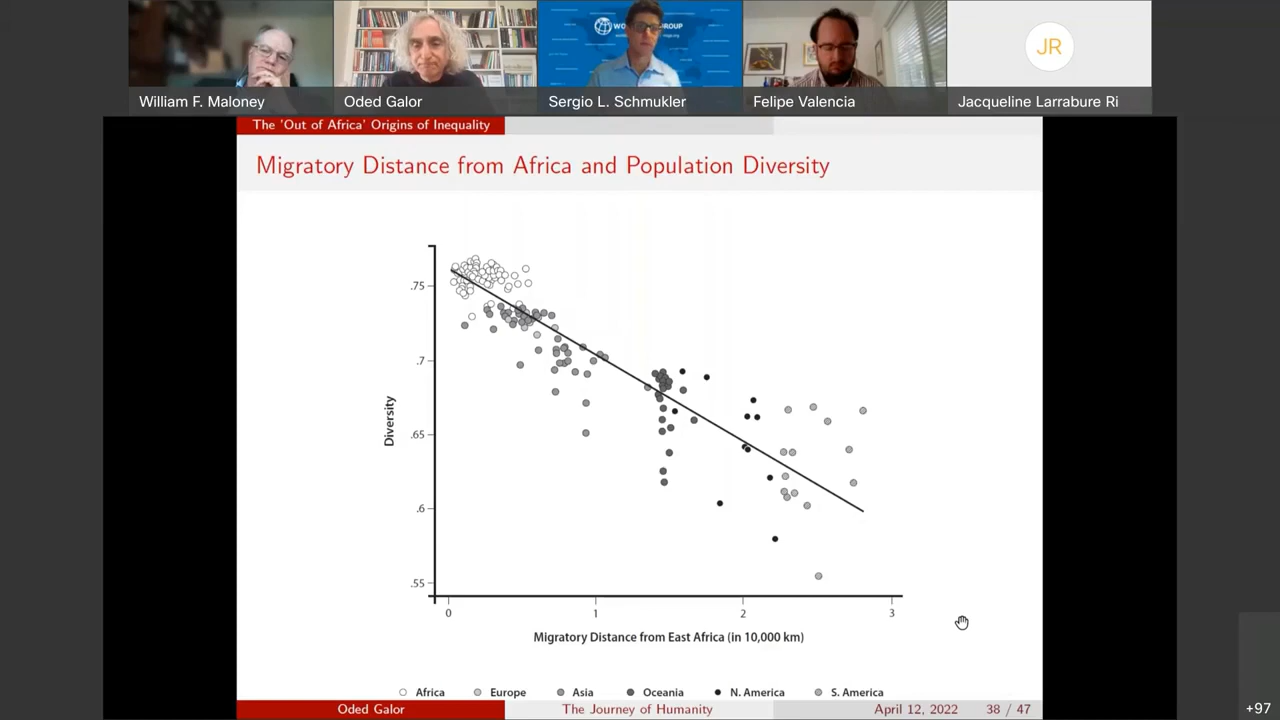 JR
William F. Maloney
Oded Galor
Sergio L. Schmukler
Felipe Valencia
Jacqueline Larrabure Ri
The 'Out of Africa' Origins of Inequality
Migratory Distance from Africa and Population Diversity
.75
.7
.65
.6
.55
Diversity
0 1 2 3
Migratory Distance from East Africa (in 10,000 km)
Africa Europe Asia Oceania N. America S. America
Oded Galor The Journey of Humanity April 12, 2022 38 / 47
+97